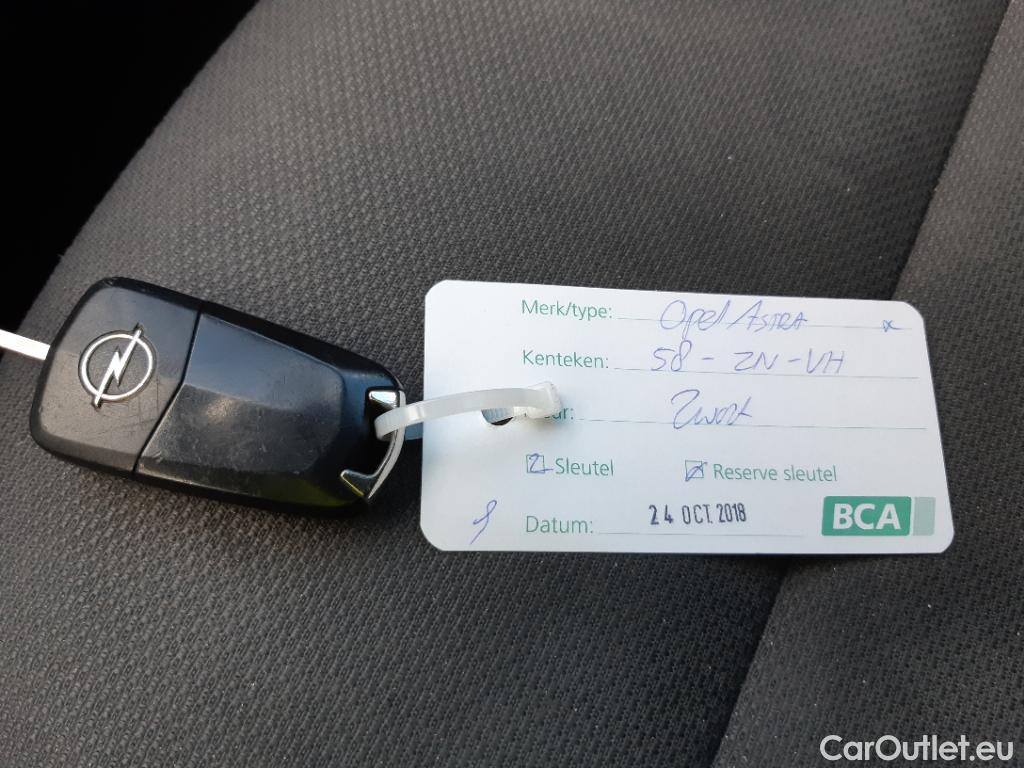 Merk/type: Opel Astra
Kenteken: 58-ZN-VH
Zwart
Sleutel Reserve sleutel
Datum: 24 OCT. 2018
BCA
CarOutlet.eu